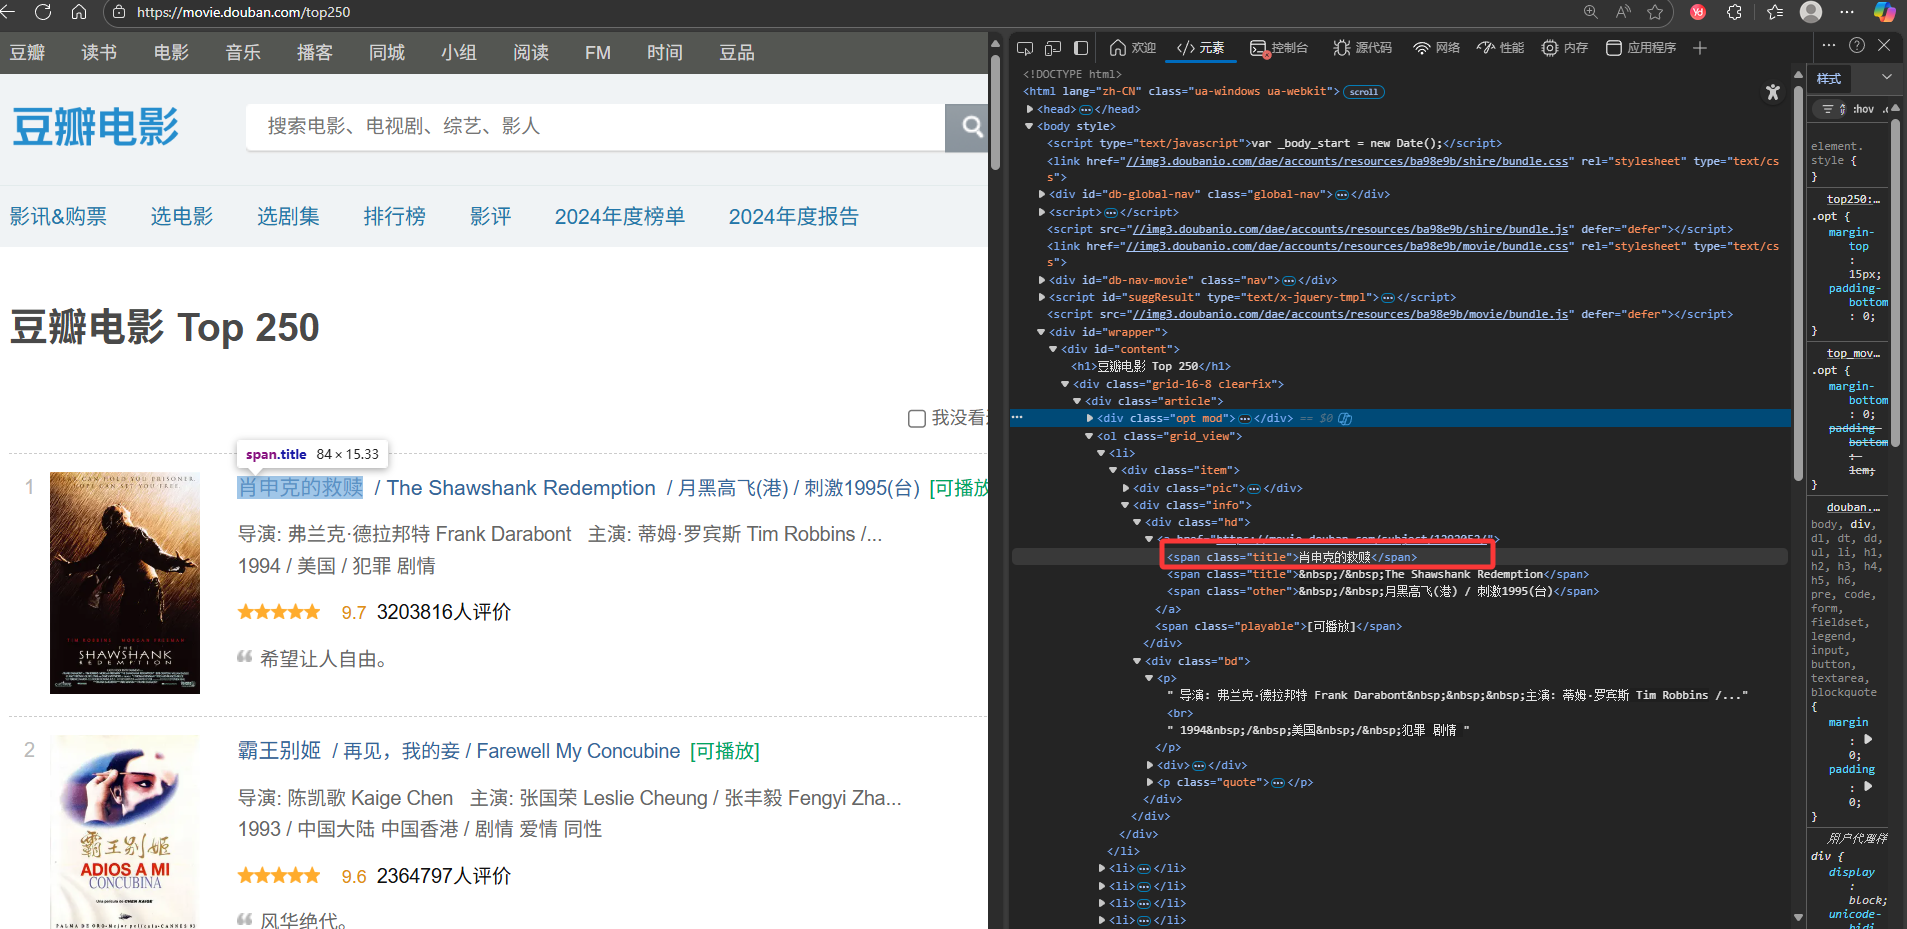 https://movie.douban.com/top250
豆瓣 读书 电影 音乐 播客 同城 小组 阅读 FM 时间 豆品
豆瓣电影
搜索电影、电视剧、综艺、影人
影讯&购票 选电影 选剧集 排行榜 影评 2024年度榜单 2024年度报告
豆瓣电影 Top 250
我没看
span.title 84 × 15.33
1
肖申克的救赎 / The Shawshank Redemption / 月黑高飞(港) / 刺激1995(台) [可播放
导演: 弗兰克·德拉邦特 Frank Darabont 主演: 蒂姆·罗宾斯 Tim Robbins /...
1994 / 美国 / 犯罪 剧情
9.7 3203816人评价
希望让人自由。
TIM ROBBINS MORGAN FREEMAN
THE
SHAWSHANK
REDEMPTION
2
霸王别姬 / 再见，我的妾 / Farewell My Concubine [可播放]
导演: 陈凯歌 Kaige Chen 主演: 张国荣 Leslie Cheung / 张丰毅 Fengyi Zha...
1993 / 中国大陆 中国香港 / 剧情 爱情 同性
9.6 2364797人评价
风华绝代。
霸王别姬
ADIOS A MI
CONCUBINA
欢迎 元素 控制台 源代码 网络 性能 内存 应用程序
<!DOCTYPE html>
<html lang="zh-CN" class="ua-windows ua-webkit"> scroll
<head>…</head>
<body style>
<script type="text/javascript">var _body_start = new Date();</script>
<link href="//img3.doubanio.com/dae/accounts/resources/ba98e9b/shire/bundle.css" rel="stylesheet" type="text/cs
s">
<div id="db-global-nav" class="global-nav">…</div>
<script>…</script>
<script src="//img3.doubanio.com/dae/accounts/resources/ba98e9b/shire/bundle.js" defer="defer"></script>
<link href="//img3.doubanio.com/dae/accounts/resources/ba98e9b/movie/bundle.css" rel="stylesheet" type="text/cs
s">
<div id="db-nav-movie" class="nav">…</div>
<script id="suggResult" type="text/x-jquery-tmpl">…</script>
<script src="//img3.doubanio.com/dae/accounts/resources/ba98e9b/movie/bundle.js" defer="defer"></script>
<div id="wrapper">
<div id="content">
<h1>豆瓣电影 Top 250</h1>
<div class="grid-16-8 clearfix">
<div class="article">
<div class="opt mod">…</div> == $0
<ol class="grid_view">
<li>
<div class="item">
<div class="pic">…</div>
<div class="info">
<div class="hd">
<a href="https://movie.douban.com/subject/1292052/">
<span class="title">肖申克的救赎</span>
<span class="title">&nbsp;/&nbsp;The Shawshank Redemption</span>
<span class="other">&nbsp;/&nbsp;月黑高飞(港) / 刺激1995(台)</span>
</a>
<span class="playable">[可播放]</span>
</div>
<div class="bd">
<p>
" 导演: 弗兰克·德拉邦特 Frank Darabont&nbsp;&nbsp;&nbsp;主演: 蒂姆·罗宾斯 Tim Robbins /..."
<br>
" 1994&nbsp;/&nbsp;美国&nbsp;/&nbsp;犯罪 剧情 "
</p>
<div>…</div>
<p class="quote">…</p>
</div>
</div>
</div>
</li>
<li>…</li>
<li>…</li>
<li>…</li>
<li>…</li>
样式
:hov
element.
style {
}
top250:…
.opt {
margin-
top
:
15px;
padding-
bottom
: 0;
}
top_mov…
.opt {
margin-
bottom
: 0;
padding-
bottom
:
1em;
}
douban.…
body, div,
dl, dt, dd,
ul, li, h1,
h2, h3, h4,
h5, h6,
pre, code,
form,
fieldset,
legend,
input,
button,
textarea,
blockquote
{
margin
:
0;
padding
:
0;
}
用户代理样
div {
display
:
block;
unicode-